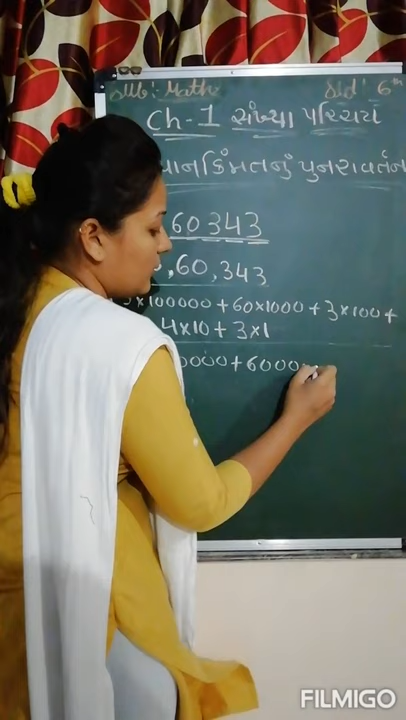 Sub: Maths Std: 6th
Ch-1 સંખ્યા પરિચય
સ્થાનકિંમતનું પુનરાવર્તન
60343
,60,343
3×100000 + 60×1000 + 3×100 +
4×10 + 3×1
0000 + 6000
FILMIGO